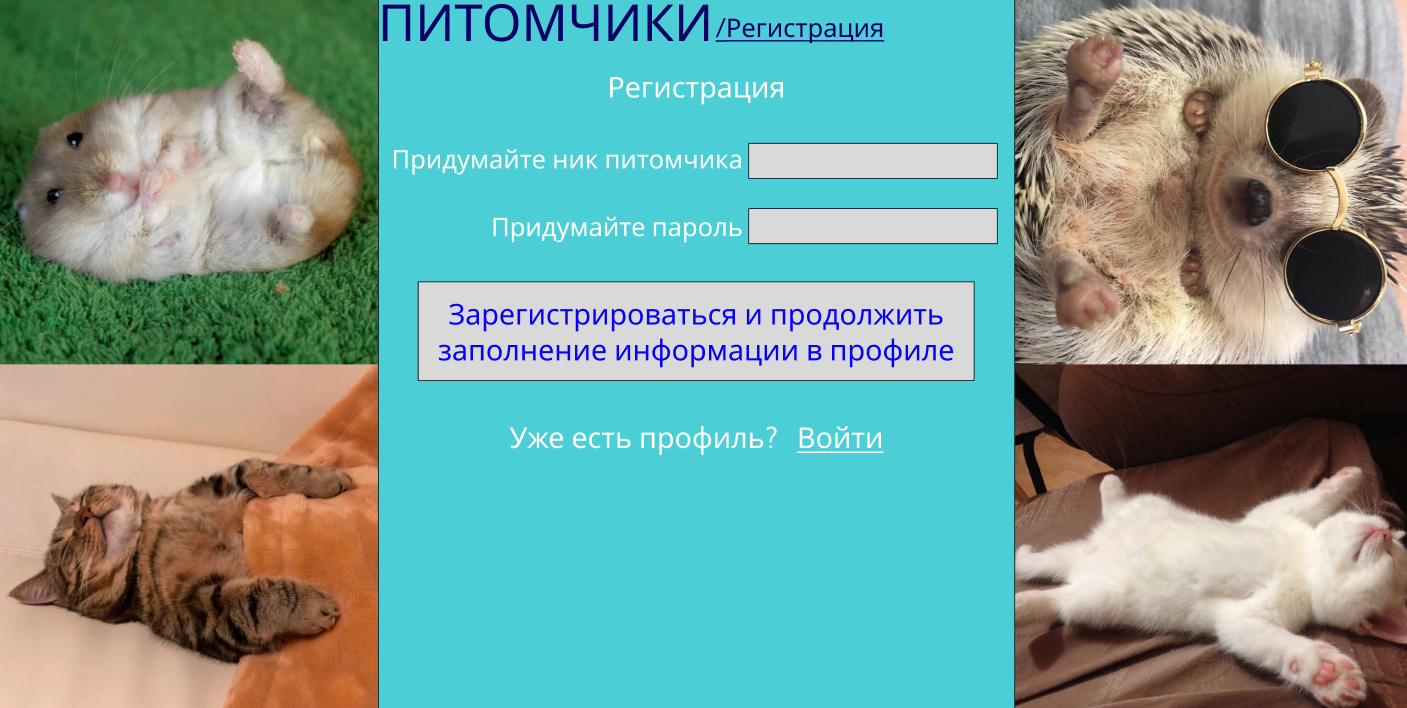 ПИТОМЧИКИ/Регистрация
Регистрация
Придумайте ник питомчика
Придумайте пароль
Зарегистрироваться и продолжить
заполнение информации в профиле
Уже есть профиль? Войти